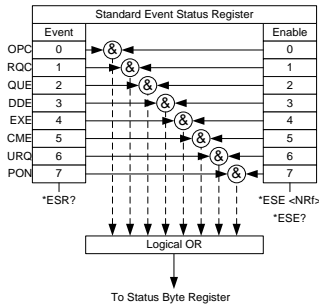 Standard Event Status Register
Event Enable
OPC 0 & 0
RQC 1 & 1
QUE 2 & 2
DDE 3 & 3
EXE 4 & 4
CME 5 & 5
URQ 6 & 6
PON 7 & 7
*ESR? *ESE <NRf>
*ESE?
Logical OR
To Status Byte Register